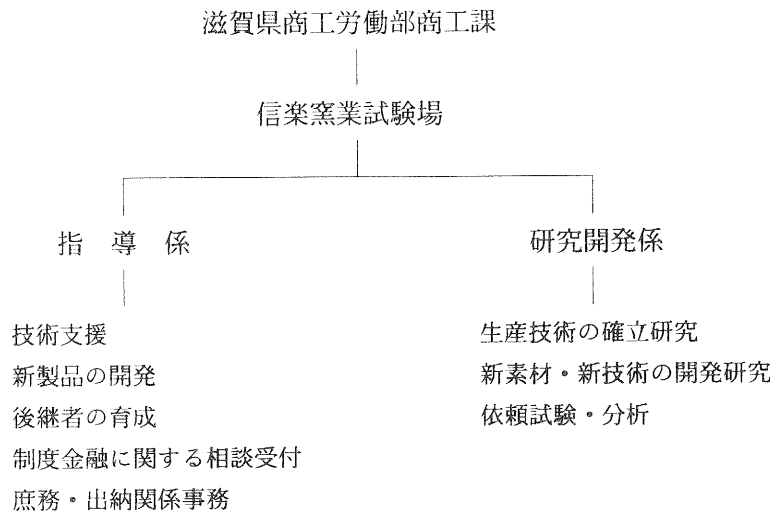 滋賀県商工労働部商工課
信楽窯業試験場
指導係
技術支援
新製品の開発
後継者の育成
制度金融に関する相談受付
庶務・出納関係事務
研究開発係
生産技術の確立研究
新素材・新技術の開発研究
依頼試験・分析